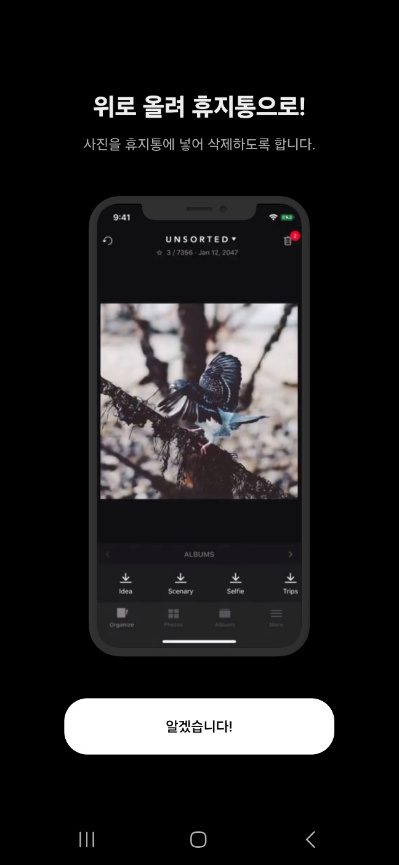 위로 올려 휴지통으로!
사진을 휴지통에 넣어 삭제하도록 합니다.
9:41
UNSORTED
3 / 7396 · Jan 12, 2047
2
ALBUMS
Idea Scenary Selfie Trips
Organize Photos Albums More
알겠습니다!